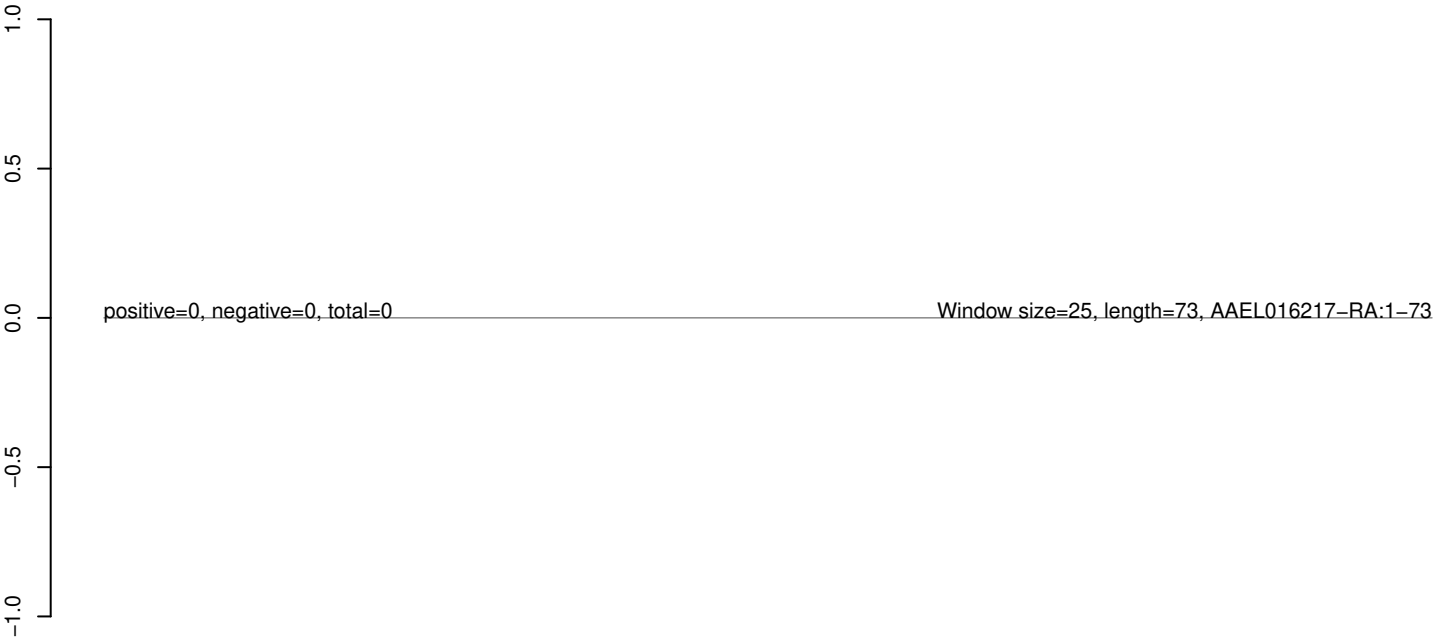 1.0
0.5
0.0
−0.5
−1.0
positive=0, negative=0, total=0
Window size=25, length=73, AAEL016217−RA:1−73